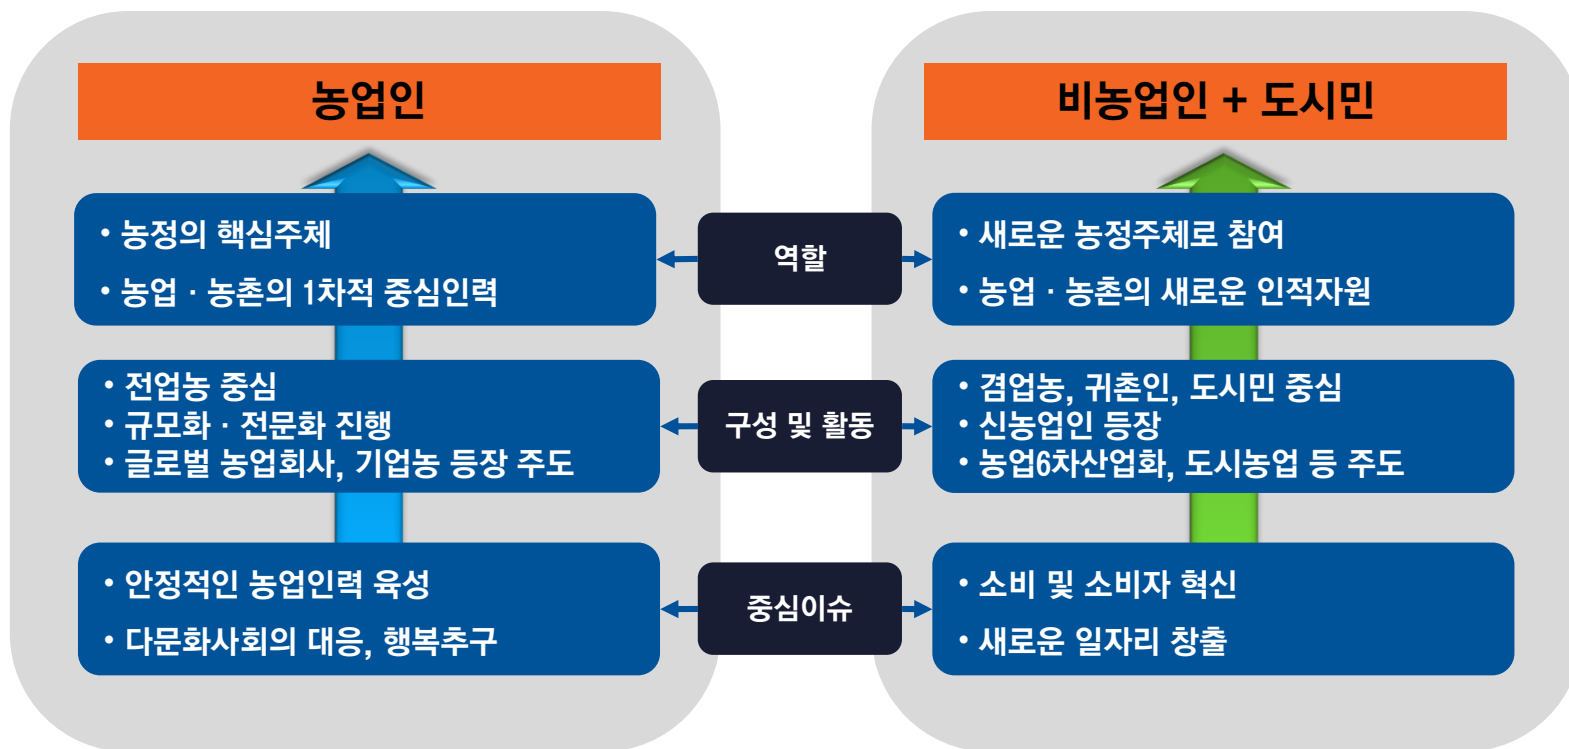 농업인
비농업인 + 도시민
• 농정의 핵심주체
• 농업 · 농촌의 1차적 중심인력
역할
• 새로운 농정주체로 참여
• 농업 · 농촌의 새로운 인적자원
• 전업농 중심
• 규모화 · 전문화 진행
• 글로벌 농업회사, 기업농 등장 주도
구성 및 활동
• 겸업농, 귀촌인, 도시민 중심
• 신농업인 등장
• 농업6차산업화, 도시농업 등 주도
• 안정적인 농업인력 육성
• 다문화사회의 대응, 행복추구
중심이슈
• 소비 및 소비자 혁신
• 새로운 일자리 창출